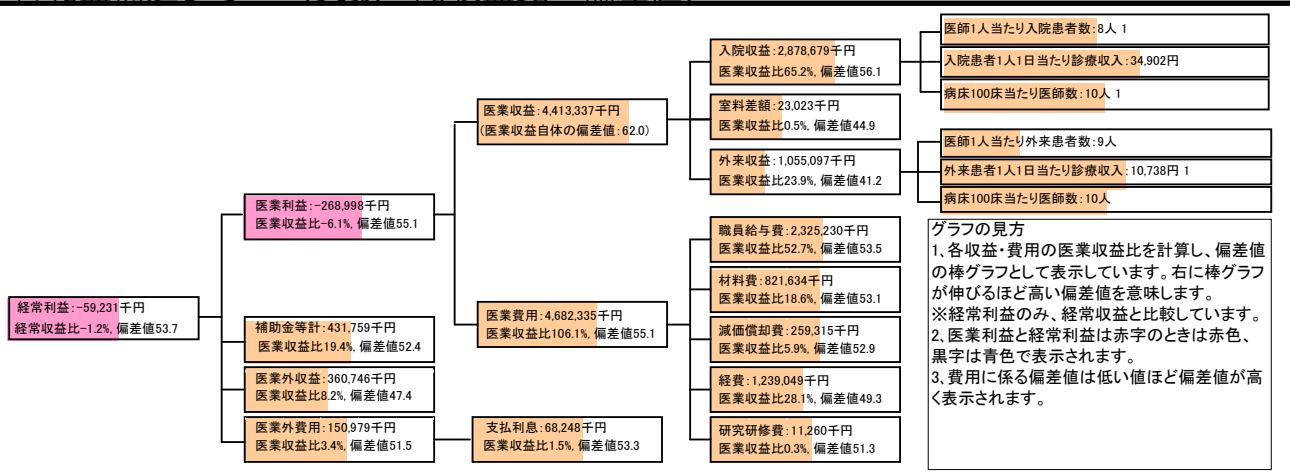 経常利益:-59,231千円
経常収益比-1.2%, 偏差値53.7
医業利益:-268,998千円
医業収益比-6.1%, 偏差値55.1
補助金等計:431,759千円
医業収益比19.4%, 偏差値52.4
医業外収益:360,746千円
医業収益比8.2%, 偏差値47.4
医業外費用:150,979千円
医業収益比3.4%, 偏差値51.5
医業収益:4,413,337千円
(医業収益自体の偏差値:62.0)
医業費用:4,682,335千円
医業収益比106.1%, 偏差値55.1
支払利息:68,248千円
医業収益比1.5%, 偏差値53.3
入院収益:2,878,679千円
医業収益比65.2%, 偏差値56.1
室料差額:23,023千円
医業収益比0.5%, 偏差値44.9
外来収益:1,055,097千円
医業収益比23.9%, 偏差値41.2
職員給与費:2,325,230千円
医業収益比52.7%, 偏差値53.5
材料費:821,634千円
医業収益比18.6%, 偏差値53.1
減価償却費:259,315千円
医業収益比5.9%, 偏差値52.9
経費:1,239,049千円
医業収益比28.1%, 偏差値49.3
研究研修費:11,260千円
医業収益比0.3%, 偏差値51.3
医師1人当たり入院患者数:8人 1
入院患者1人1日当たり診療収入:34,902円
病床100床当たり医師数:10人 1
医師1人当たり外来患者数:9人
外来患者1人1日当たり診療収入:10,738円 1
病床100床当たり医師数:10人
グラフの見方
1、各収益・費用の医業収益比を計算し、偏差値
の棒グラフとして表示しています。右に棒グラフ
が伸びるほど高い偏差値を意味します。
※経常利益のみ、経常収益と比較しています。
2、医業利益と経常利益は赤字のときは赤色、
黒字は青色で表示されます。
3、費用に係る偏差値は低い値ほど偏差値が高
く表示されます。